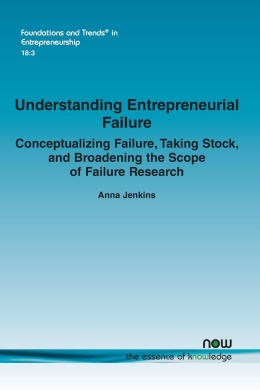 Foundations and Trends® in
Entrepreneurship
18:3
Understanding Entrepreneurial
Failure
Conceptualizing Failure, Taking Stock,
and Broadening the Scope
of Failure Research
Anna Jenkins
now
the essence of knowledge